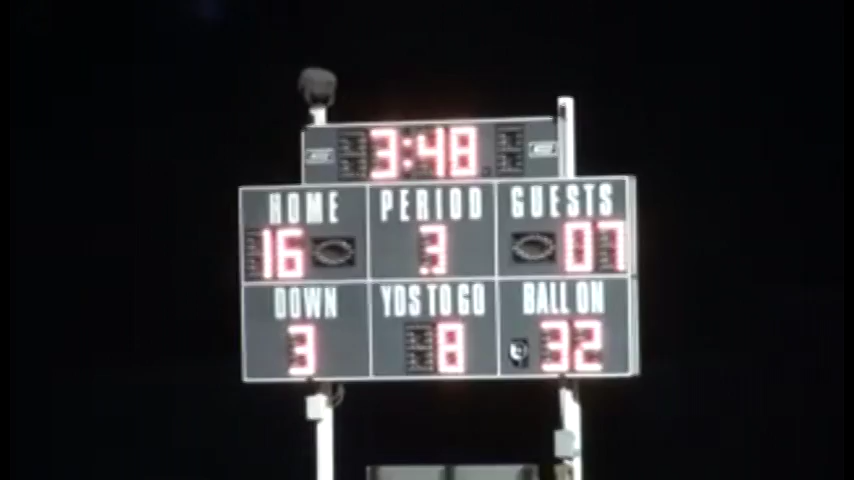 3:48
HOME PERIOD GUESTS
16 3 07
DOWN YDS TO GO BALL ON
3 8 32